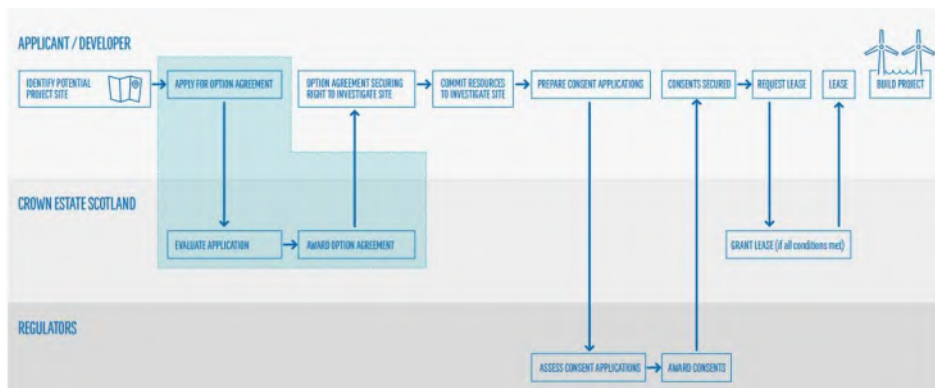 APPLICANT / DEVELOPER
IDENTIFY POTENTIAL
PROJECT SITE
APPLY FOR OPTION AGREEMENT
OPTION AGREEMENT SECURING
RIGHT TO INVESTIGATE SITE
COMMIT RESOURCES
TO INVESTIGATE SITE
PREPARE CONSENT APPLICATIONS
CONSENTS SECURED
REQUEST LEASE
LEASE
BUILD PROJECT
CROWN ESTATE SCOTLAND
EVALUATE APPLICATION
AWARD OPTION AGREEMENT
GRANT LEASE (if all conditions met)
REGULATORS
ASSESS CONSENT APPLICATIONS
AWARD CONSENTS